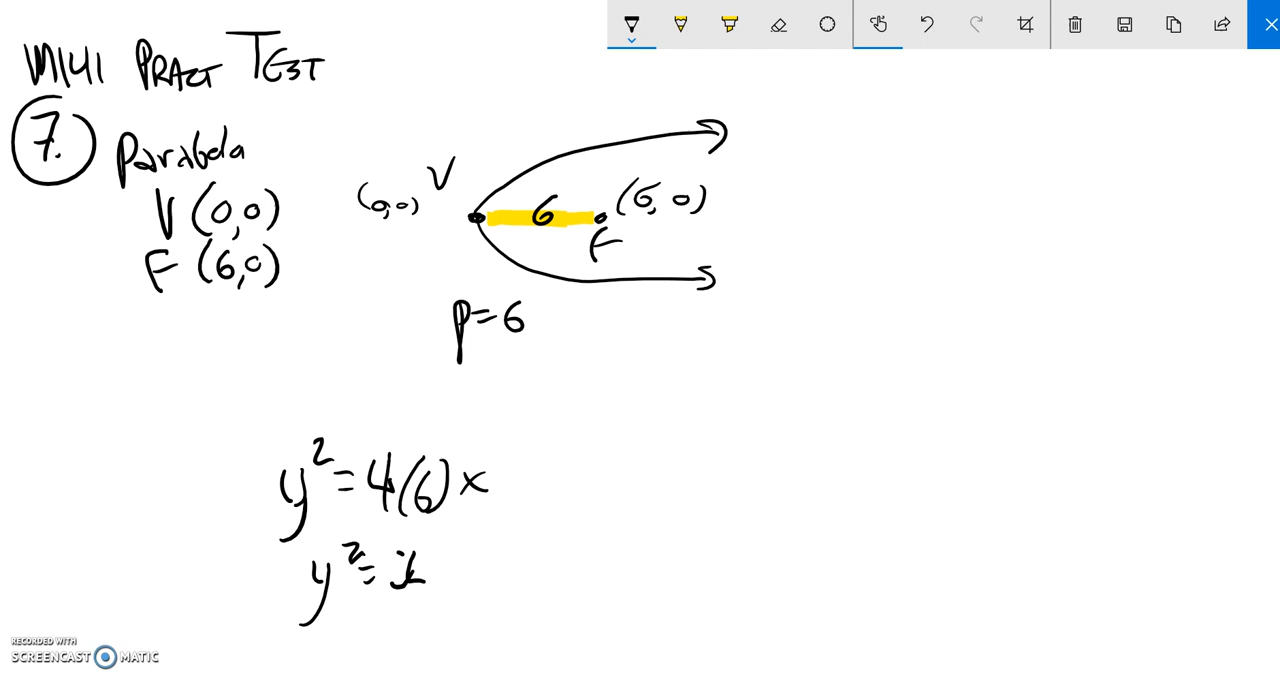 M141 PRACT TEST
7.
Parabola
V (0,0)
F (6,0)
(0,0)
V
6
(6, 0)
F
p=6
y²=4(6)x
y²=
RECORDED WITH
SCREENCAST MATIC